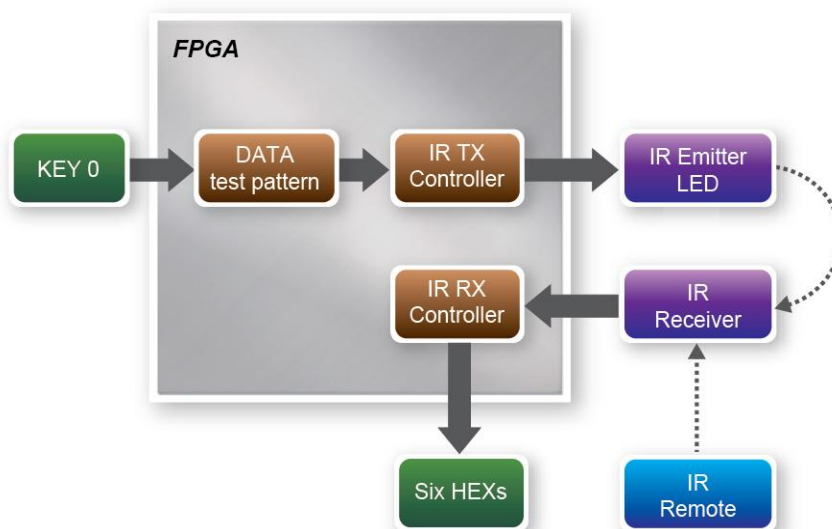 FPGA
KEY 0
DATA
test pattern
IR TX
Controller
IR Emitter
LED
IR RX
Controller
IR
Receiver
Six HEXs
IR
Remote